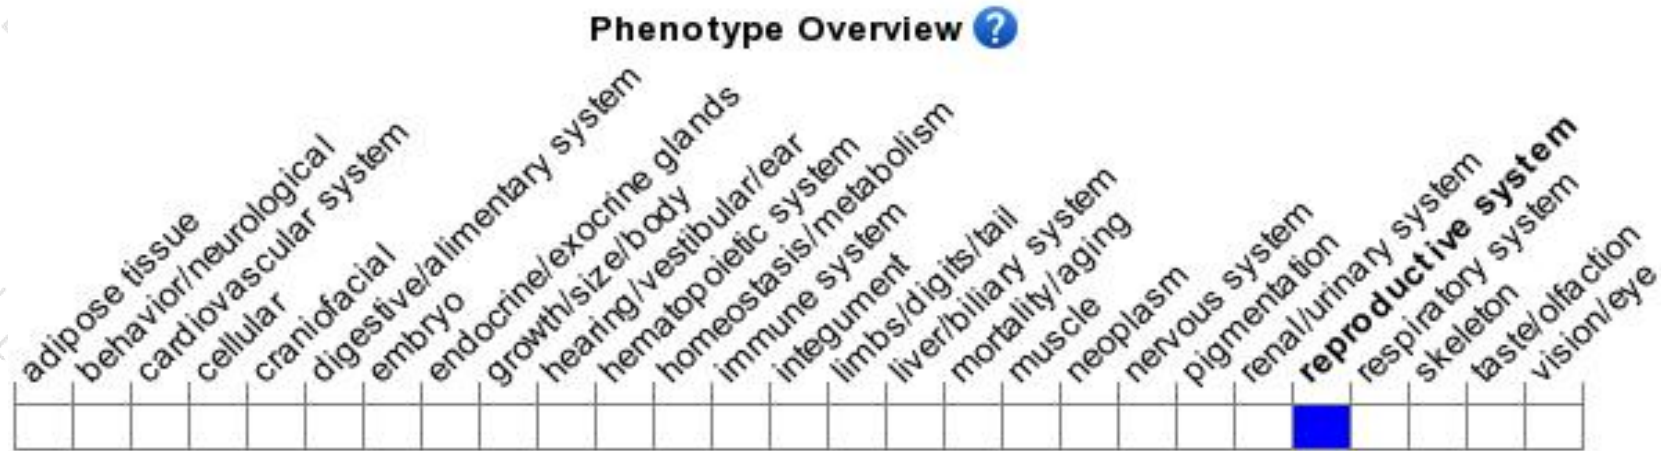 Phenotype Overview ?
adipose tissue
behavior/neurological
cardiovascular system
cellular
craniofacial
digestive/alimentary system
embryo
endocrine/exocrine glands
growth/size/body
hearing/vestibular/ear
hematopoietic system
homeostasis/metabolism
immune system
integument
limbs/digits/tail
liver/biliary system
mortality/aging
muscle
neoplasm
nervous system
pigmentation
renal/urinary system
reproductive system
respiratory system
skeleton
taste/olfaction
vision/eye